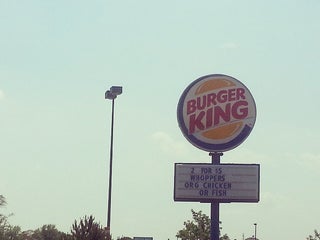 BURGER
KING
2 FOR $5
WHOPPERS
ORG CHICKEN
OR FISH